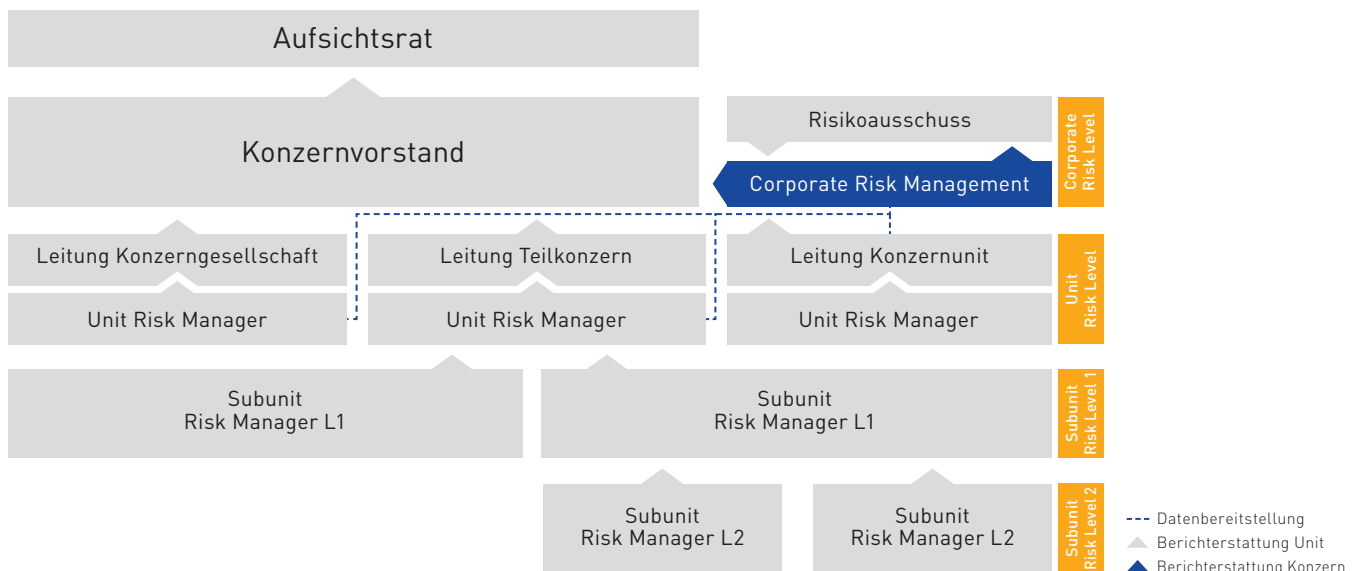 Aufsichtsrat
Konzernvorstand
Risikoausschuss
Corporate Risk Management
Corporate
Risk Level
Leitung Konzerngesellschaft
Leitung Teilkonzern
Leitung Konzernunit
Unit Risk Manager
Unit Risk Manager
Unit Risk Manager
Unit
Risk Level
Subunit
Risk Manager L1
Subunit
Risk Manager L1
Subunit
Risk Level 1
Subunit
Risk Manager L2
Subunit
Risk Manager L2
Subunit
Risk Level 2
Datenbereitstellung
Berichterstattung Unit
Berichterstattung Konzern